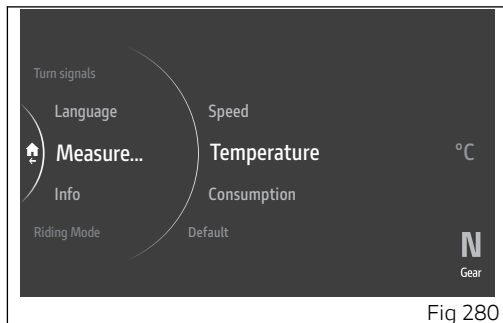 Turn signals
Language Speed
Measure... Temperature °C
Info Consumption
Riding Mode Default
N
Gear
Fig 280